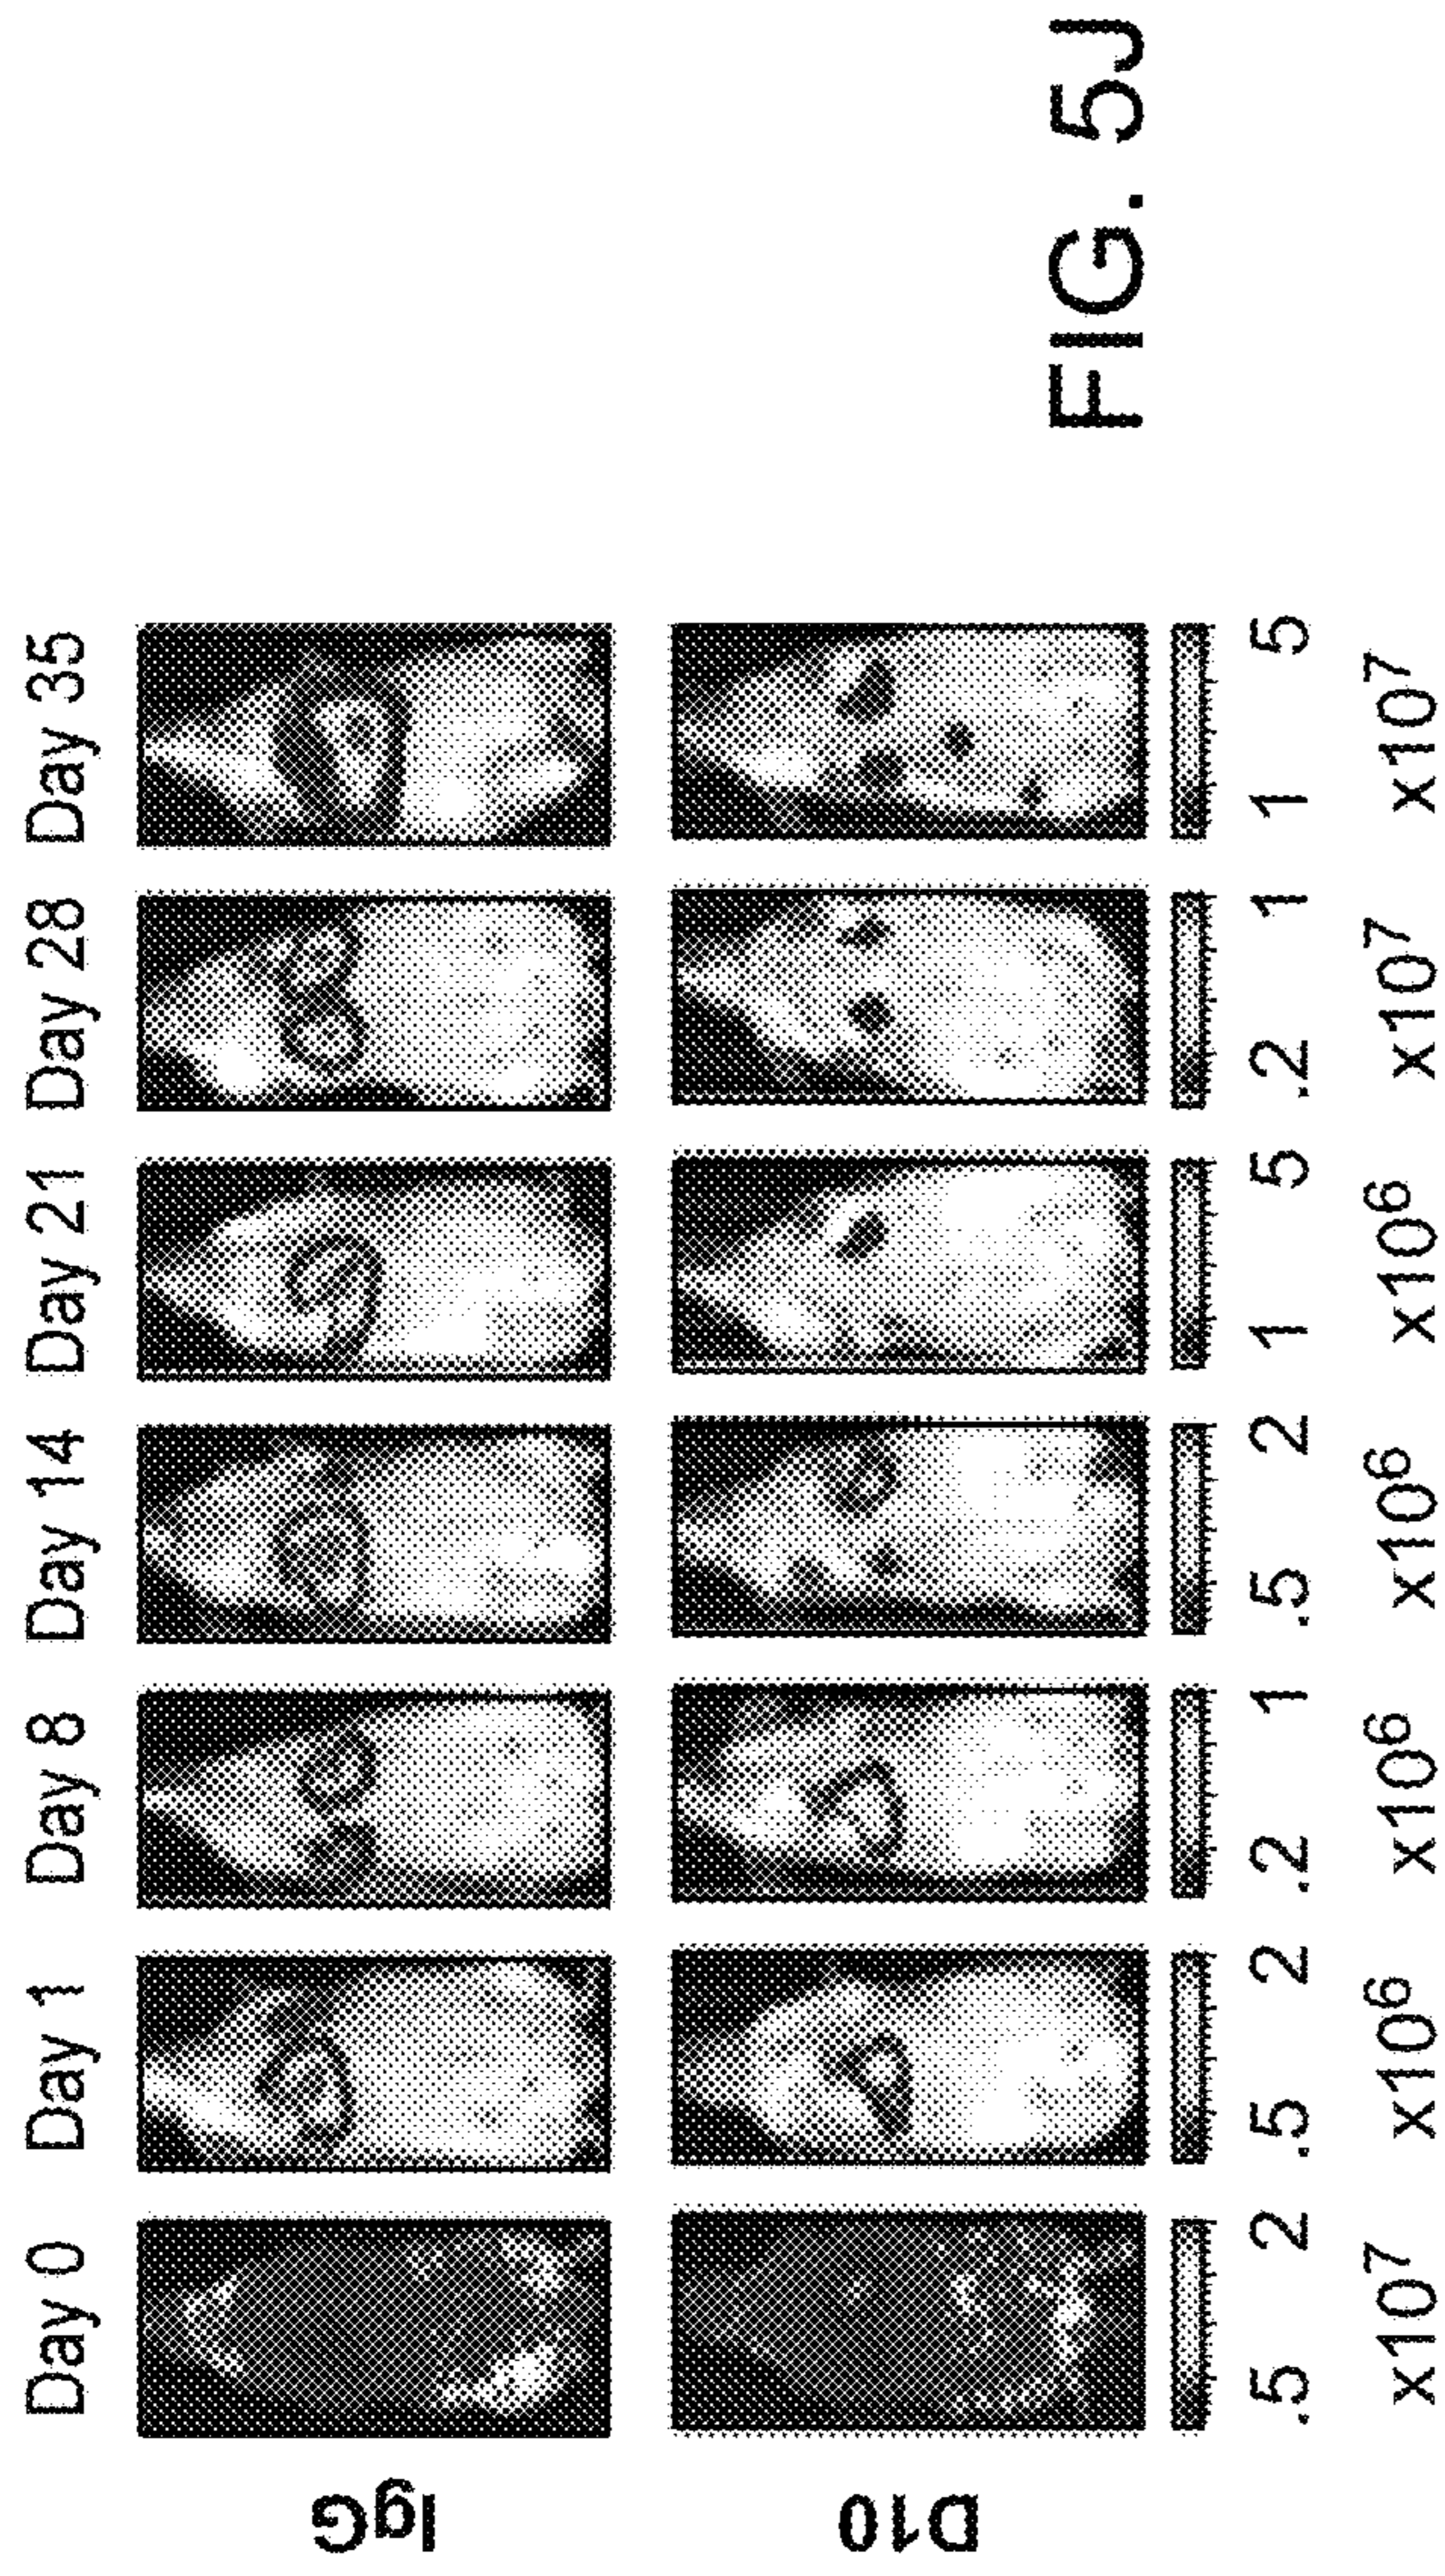 Day 0 Day 1 Day 8 Day 14 Day 21 Day 28 Day 35
IgG
D10
.5 2 .5 2 .2 1 .5 2 1 5 .2 1 1 5
x10⁷ x10⁶ x10⁶ x10⁶ x10⁶ x10⁷ x10⁷
FIG. 5J